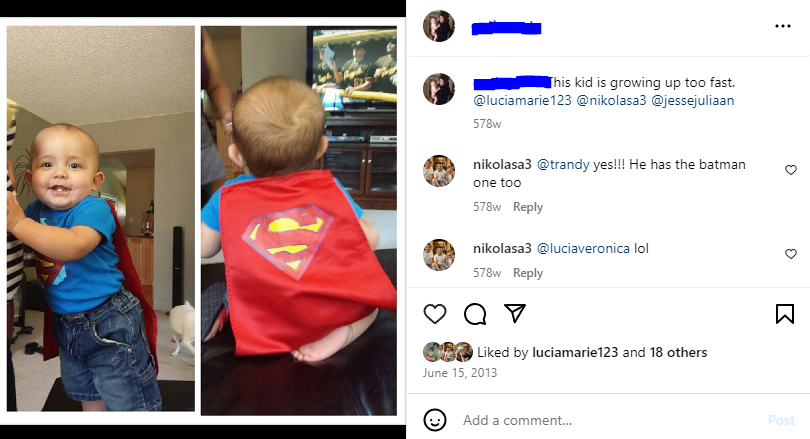 This kid is growing up too fast.
@luciamarie123 @nikolasa3 @jessejuliaan
578w
nikolasa3 @trandy yes!!! He has the batman
one too
578w Reply
nikolasa3 @luciaveronica lol
578w Reply
Liked by luciamarie123 and 18 others
June 15, 2013
Add a comment...
Post